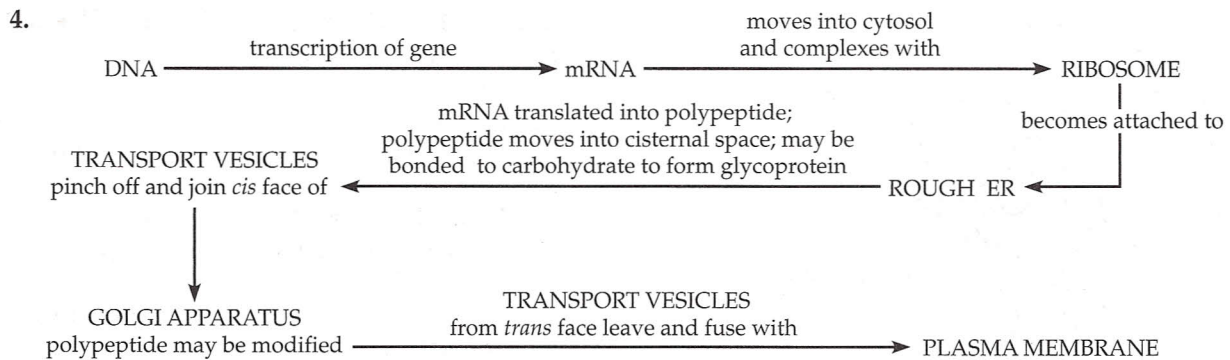 4.
transcription of gene
moves into cytosol
and complexes with
DNA
mRNA
RIBOSOME
becomes attached to
mRNA translated into polypeptide;
polypeptide moves into cisternal space; may be
bonded to carbohydrate to form glycoprotein
ROUGH ER
TRANSPORT VESICLES
pinch off and join cis face of
GOLGI APPARATUS
polypeptide may be modified
TRANSPORT VESICLES
from trans face leave and fuse with
PLASMA MEMBRANE